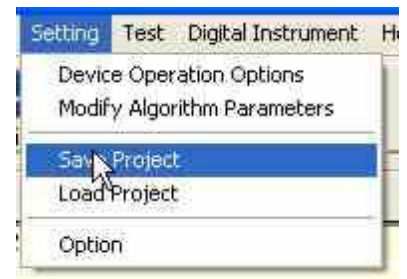 Setting Test Digital Instrument
Device Operation Options
Modify Algorithm Parameters
Save Project
Load Project
Option